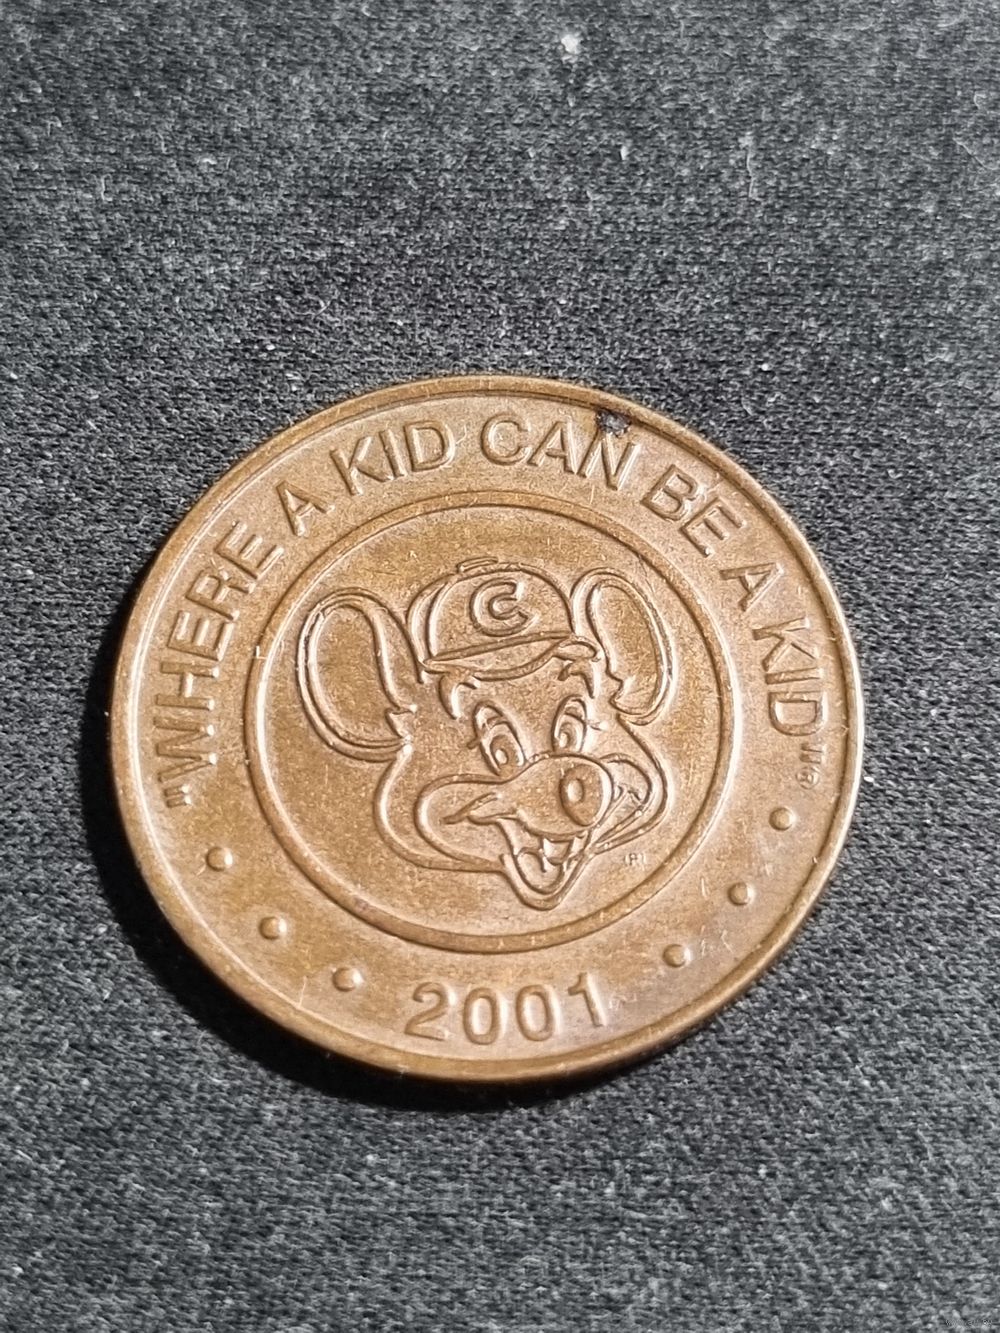 "WHERE A KID CAN BE A KID"®
C
®
2001